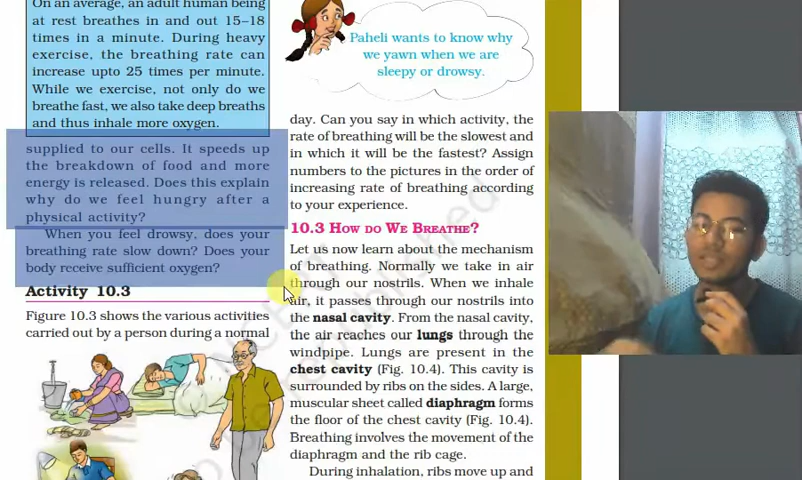 On an average, an adult human being
at rest breathes in and out 15–18
times in a minute. During heavy
exercise, the breathing rate can
increase upto 25 times per minute.
While we exercise, not only do we
breathe fast, we also take deep breaths
and thus inhale more oxygen.
supplied to our cells. It speeds up
the breakdown of food and more
energy is released. Does this explain
why do we feel hungry after a
physical activity?
When you feel drowsy, does your
breathing rate slow down? Does your
body receive sufficient oxygen?
Activity 10.3
Figure 10.3 shows the various activities
carried out by a person during a normal
Paheli wants to know why
we yawn when we are
sleepy or drowsy.
day. Can you say in which activity, the
rate of breathing will be the slowest and
in which it will be the fastest? Assign
numbers to the pictures in the order of
increasing rate of breathing according
to your experience.
10.3 HOW DO WE BREATHE?
Let us now learn about the mechanism
of breathing. Normally we take in air
through our nostrils. When we inhale
air, it passes through our nostrils into
the nasal cavity. From the nasal cavity,
the air reaches our lungs through the
windpipe. Lungs are present in the
chest cavity (Fig. 10.4). This cavity is
surrounded by ribs on the sides. A large,
muscular sheet called diaphragm forms
the floor of the chest cavity (Fig. 10.4).
Breathing involves the movement of the
diaphragm and the rib cage.
During inhalation, ribs move up and